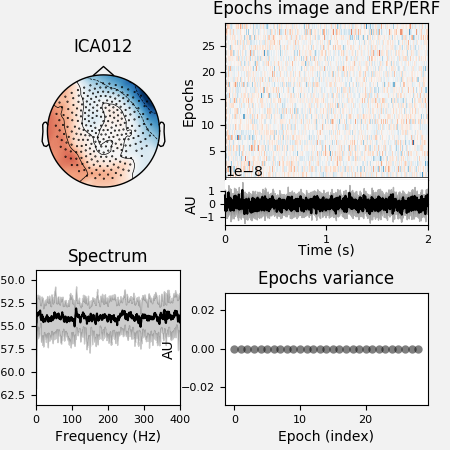 Epochs image and ERP/ERF
ICA012
Epochs
25
20
15
10
5
1e−8
AU
1
0
−1
0
1
2
Time (s)
Spectrum
50.0
52.5
55.0
57.5
60.0
62.5
0
100
200
300
400
Frequency (Hz)
Epochs variance
AU
0.02
0.00
−0.02
0
10
20
Epoch (index)